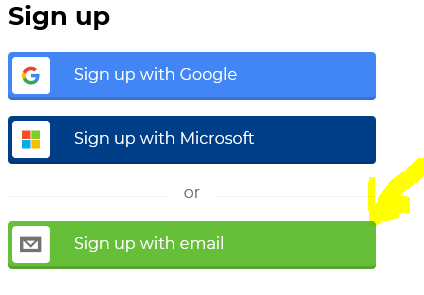 Sign up
Sign up with Google
Sign up with Microsoft
or
Sign up with email